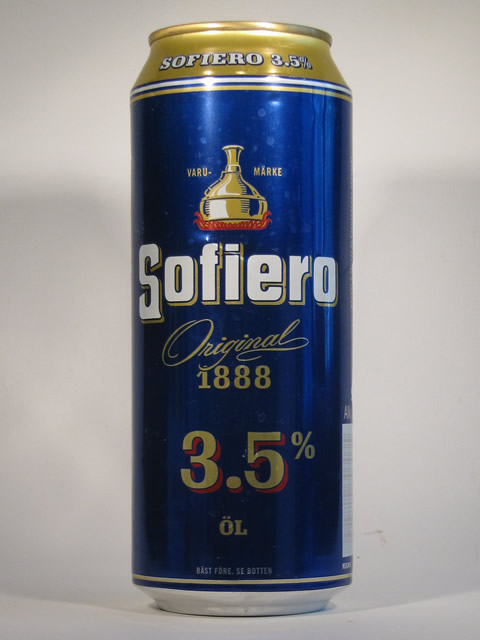 SOFIERO 3.5%
VARU- MÄRKE
Sofiero
Original
1888
3.5%
ÖL
BÄST FÖRE, SE BOTTEN